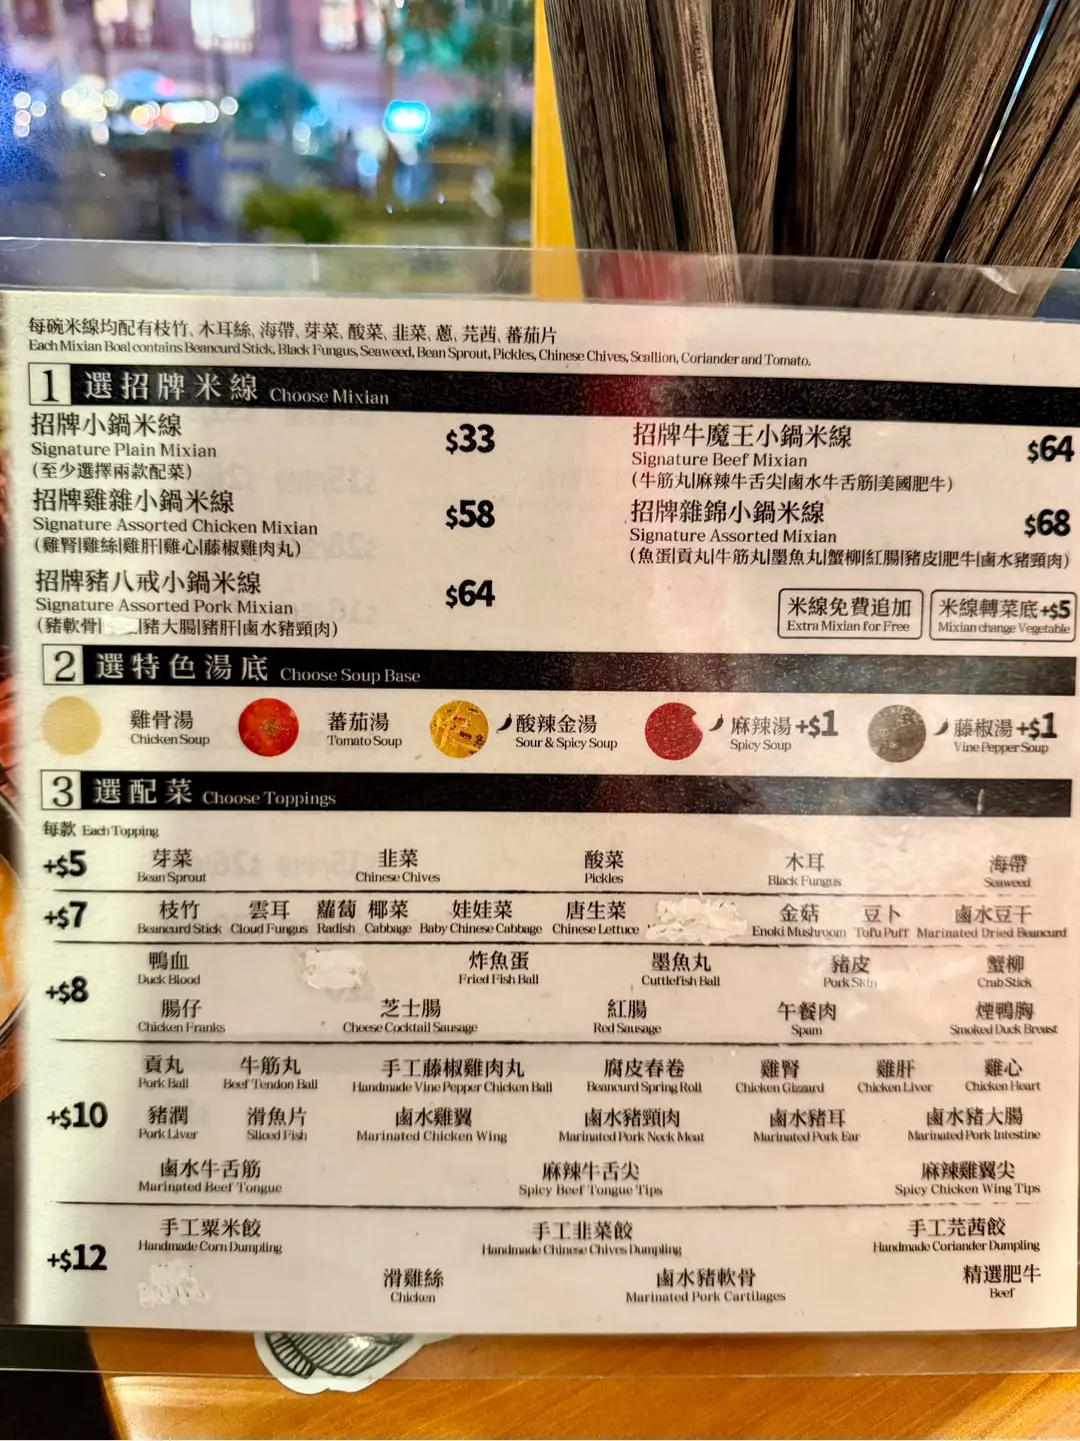 每碗米線均配有枝竹、木耳絲、海帶、芽菜、酸菜、韭菜、蔥、芫茜、蕃茄片
Each Mixian Boal contains Beancurd Stick, Black Fungus, Seaweed, Bean Sprout, Pickles, Chinese Chives, Scallion, Coriander and Tomato.
1 選招牌米線 Choose Mixian
招牌小鍋米線 $33
Signature Plain Mixian
(至少選擇兩款配菜)
招牌雞雜小鍋米線 $58
Signature Assorted Chicken Mixian
(雞腎|雞絲|雞肝|雞心|藤椒雞肉丸)
招牌豬八戒小鍋米線 $64
Signature Assorted Pork Mixian
(豬軟骨| |豬大腸|豬肝|鹵水豬頸肉)
招牌牛魔王小鍋米線 $64
Signature Beef Mixian
(牛筋丸|麻辣牛舌尖|鹵水牛舌筋|美國肥牛)
招牌雜錦小鍋米線 $68
Signature Assorted Mixian
(魚蛋|貢丸|牛筋丸|墨魚丸|蟹柳|紅腸|豬皮|肥牛|鹵水豬頸肉)
米線免費追加 米線轉菜底+$5
Extra Mixian for Free Mixian change Vegetable
2 選特色湯底 Choose Soup Base
雞骨湯 蕃茄湯 酸辣金湯 麻辣湯+$1 藤椒湯+$1
Chicken Soup Tomato Soup Sour & Spicy Soup Spicy Soup Vine Pepper Soup
3 選配菜 Choose Toppings
每款 Each Topping
+$5 芽菜 韭菜 酸菜 木耳 海帶
Bean Sprout Chinese Chives Pickles Black Fungus Seaweed
+$7 枝竹 雲耳 蘿蔔 椰菜 娃娃菜 唐生菜 金菇 豆卜 鹵水豆干
Beancurd Stick Cloud Fungus Radish Cabbage Baby Chinese Cabbage Chinese Lettuce Enoki Mushroom Tofu Puff Marinated Dried Beancurd
+$8 鴨血 炸魚蛋 墨魚丸 豬皮 蟹柳
Duck Blood Fried Fish Ball Cuttlefish Ball Pork Skin Crab Stick
腸仔 芝士腸 紅腸 午餐肉 煙鴨胸
Chicken Franks Cheese Cocktail Sausage Red Sausage Spam Smoked Duck Breast
+$10 貢丸 牛筋丸 手工藤椒雞肉丸 腐皮春卷 雞腎 雞肝 雞心
Pork Ball Beef Tendon Ball Handmade Vine Pepper Chicken Ball Beancurd Spring Roll Chicken Gizzard Chicken Liver Chicken Heart
豬潤 滑魚片 鹵水雞翼 鹵水豬頸肉 鹵水豬耳 鹵水豬大腸
Pork Liver Sliced Fish Marinated Chicken Wing Marinated Pork Neck Meat Marinated Pork Ear Marinated Pork Intestine
鹵水牛舌筋 麻辣牛舌尖 麻辣雞翼尖
Marinated Beef Tongue Spicy Beef Tongue Tips Spicy Chicken Wing Tips
+$12 手工粟米餃 手工韭菜餃 手工芫茜餃
Handmade Corn Dumpling Handmade Chinese Chives Dumpling Handmade Coriander Dumpling
滑雞絲 鹵水豬軟骨 精選肥牛
Chicken Marinated Pork Cartilages Beef